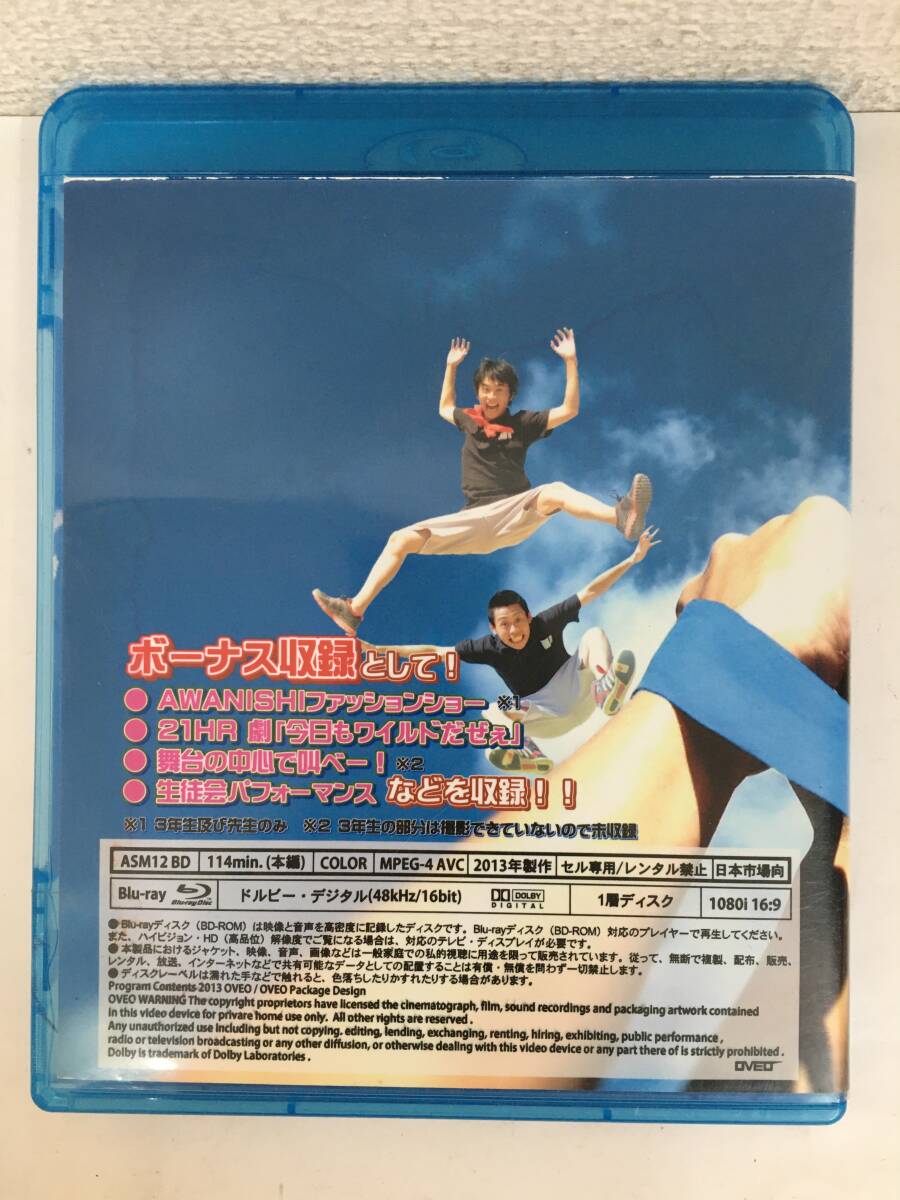 ボーナス収録として！
● AWANISHIファッションショー ※1
● 21HR 劇「今日もワイルドだぜぇ」
● 舞台の中心で叫べー！ ※2
● 生徒会パフォーマンス などを収録！！
※1 3年生及び先生のみ ※2 3年生の部分は撮影できていないので未収録
ASM12 BD 114min. (本編) COLOR MPEG-4 AVC 2013年製作 セル専用/レンタル禁止 日本市場向
Blu-ray Blu-ray Disc ドルビー・デジタル(48kHz/16bit) DOLBY DIGITAL 1層ディスク 1080i 16:9
● Blu-rayディスク（BD-ROM）は映像と音声を高密度に記録したディスクです。Blu-rayディスク（BD-ROM）対応のプレイヤーで再生してください。
また、ハイビジョン・HD（高品位）解像度でご覧になる場合は、対応のテレビ・ディスプレイが必要です。
● 本製品におけるジャケット、映像、音声、画像などは一般家庭での私的視聴に用途を限って販売されています。従って、無断で複製、配布、販売、
レンタル、放送、インターネットなどで共有可能なデータとしての配置することは有償・無償を問わず一切禁止します。
● ディスクレーベルは濡れた手などで触れると、色落ちしたりかすれたりする場合があります。
Program Contents 2013 OVEO / OVEO Package Design
OVEO WARNING The copyright proprietors have licensed the cinematograph, film, sound recordings and packaging artwork contained
in this video device for private home use only. All other rights are reserved .
Any unauthorized use including but not copying. editing, lending, exchanging, renting, hiring, exhibiting, public performance ,
radio or television broadcasting or any other diffusion, or otherwise dealing with this video device or any part there of is strictly prohibited .
Dolby is trademark of Dolby Laboratories .
OVEO